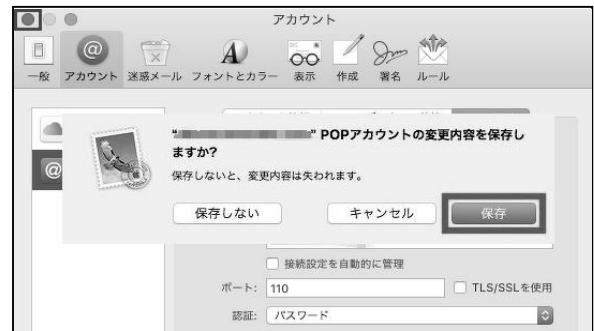 アカウント
一般 アカウント 迷惑メール フォントとカラー 表示 作成 署名 ルール
“ ” POPアカウントの変更内容を保存し
ますか?
保存しないと、変更内容は失われます。
保存しない キャンセル 保存
接続設定を自動的に管理
ポート: 110 TLS/SSLを使用
認証: パスワード